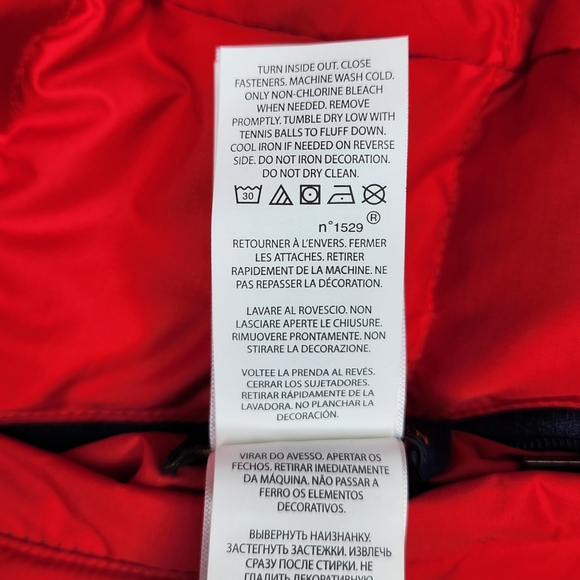 TURN INSIDE OUT. CLOSE
FASTENERS. MACHINE WASH COLD.
ONLY NON-CHLORINE BLEACH
WHEN NEEDED. REMOVE
PROMPTLY. TUMBLE DRY LOW WITH
TENNIS BALLS TO FLUFF DOWN.
COOL IRON IF NEEDED ON REVERSE
SIDE. DO NOT IRON DECORATION.
DO NOT DRY CLEAN.
30
®
n°1529
RETOURNER À L'ENVERS. FERMER
LES ATTACHES. RETIRER
RAPIDEMENT DE LA MACHINE. NE
PAS REPASSER LA DÉCORATION.
LAVARE AL ROVESCIO. NON
LASCIARE APERTE LE CHIUSURE.
RIMUOVERE PRONTAMENTE. NON
STIRARE LA DECORAZIONE.
VOLTEE LA PRENDA AL REVÉS.
CERRAR LOS SUJETADORES.
RETIRAR RÁPIDAMENTE DE LA
LAVADORA. NO PLANCHAR LA
DECORACIÓN.
VIRAR DO AVESSO. APERTAR OS
FECHOS. RETIRAR IMEDIATAMENTE
DA MÁQUINA. NÃO PASSAR A
FERRO OS ELEMENTOS
DECORATIVOS.
ВЫВЕРНУТЬ НАИЗНАНКУ.
ЗАСТЕГНУТЬ ЗАСТЕЖКИ. ИЗВЛЕЧЬ
СРАЗУ ПОСЛЕ СТИРКИ. НЕ
ГЛАДИТЬ ДЕКОРАТИВНУЮ